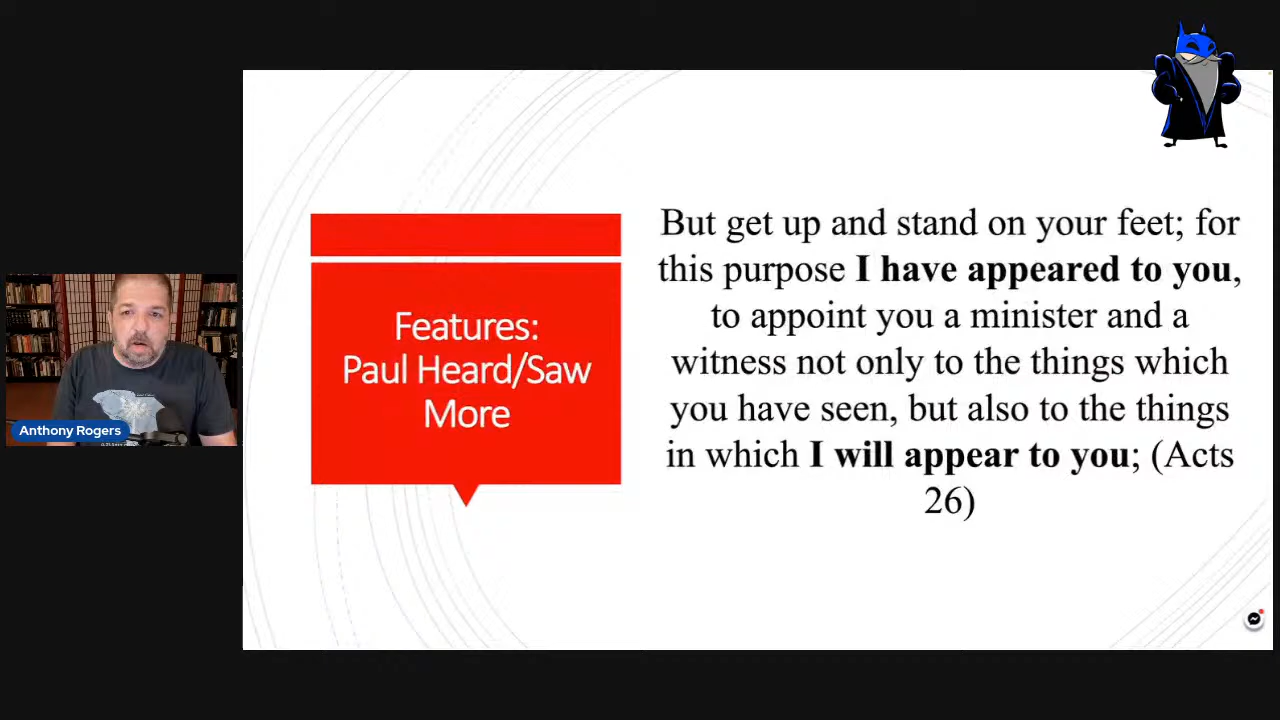 Features:
Paul Heard/Saw
More
But get up and stand on your feet; for
this purpose I have appeared to you,
to appoint you a minister and a
witness not only to the things which
you have seen, but also to the things
in which I will appear to you; (Acts
26)
Anthony Rogers